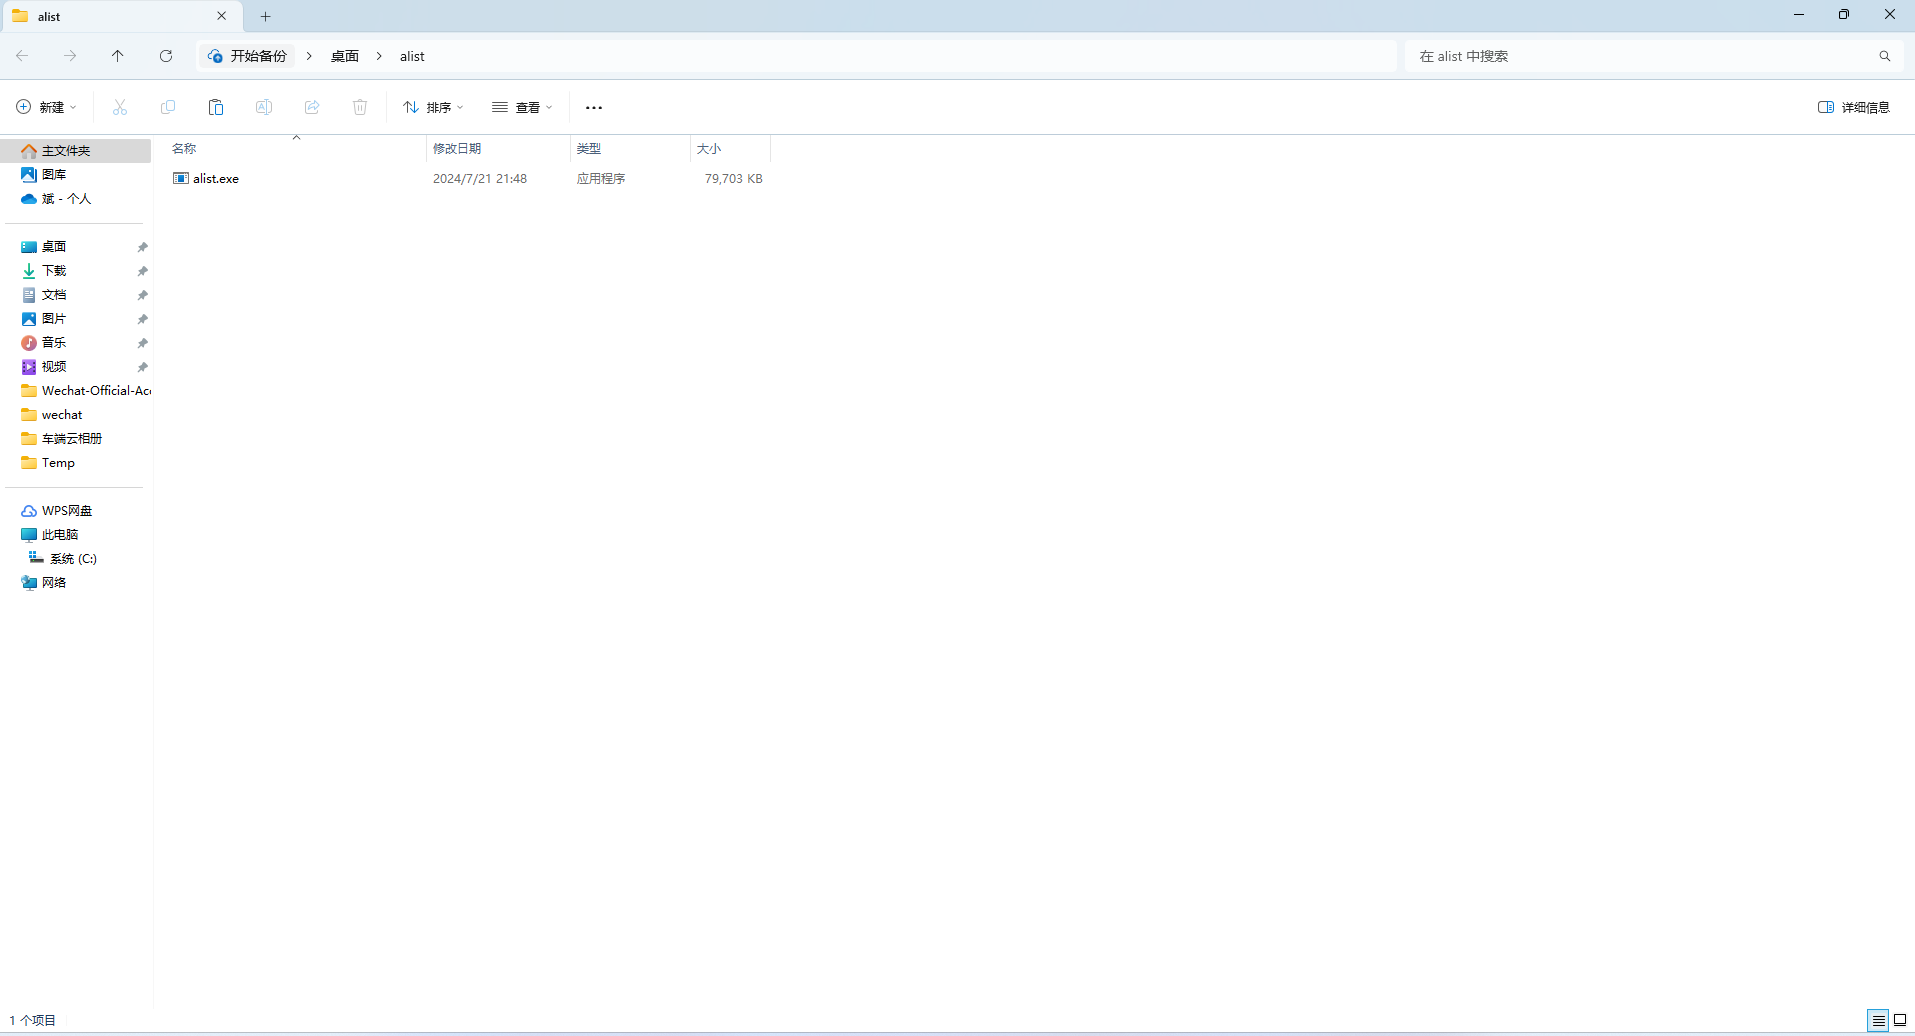 alist
开始备份 桌面 alist
在 alist 中搜索
新建 排序 查看 详细信息
主文件夹
图库
斌 - 个人
桌面
下载
文档
图片
音乐
视频
Wechat-Official-Acc
wechat
车端云相册
Temp
WPS网盘
此电脑
系统 (C:)
网络
名称 修改日期 类型 大小
alist.exe 2024/7/21 21:48 应用程序 79,703 KB
1 个项目